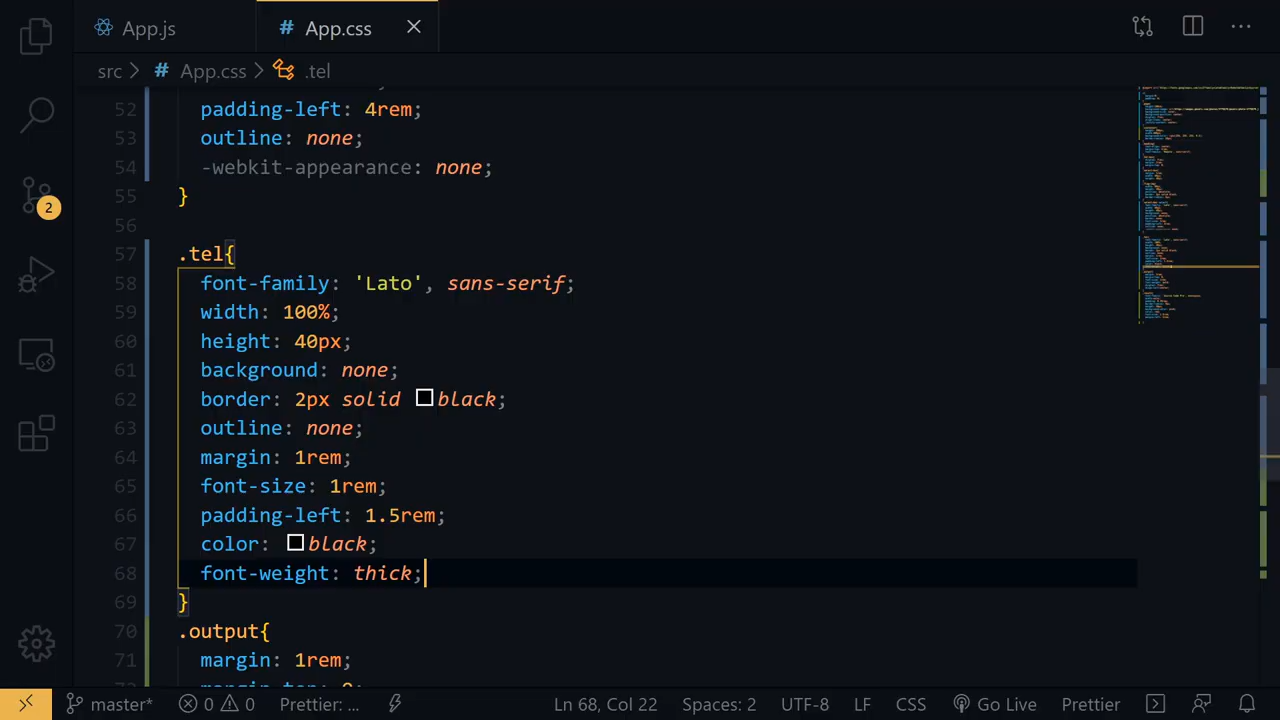 App.js
# App.css
src > # App.css > .tel
52 padding-left: 4rem;
53 outline: none;
54 -webkit-appearance: none;
55 }
56
57 .tel{
58 font-family: 'Lato', sans-serif;
59 width: 100%;
60 height: 40px;
61 background: none;
62 border: 2px solid black;
63 outline: none;
64 margin: 1rem;
65 font-size: 1rem;
66 padding-left: 1.5rem;
67 color: black;
68 font-weight: thick;
69 }
70 .output{
71 margin: 1rem;
2
master* 0 0 Prettier: ... Ln 68, Col 22 Spaces: 2 UTF-8 LF CSS Go Live Prettier